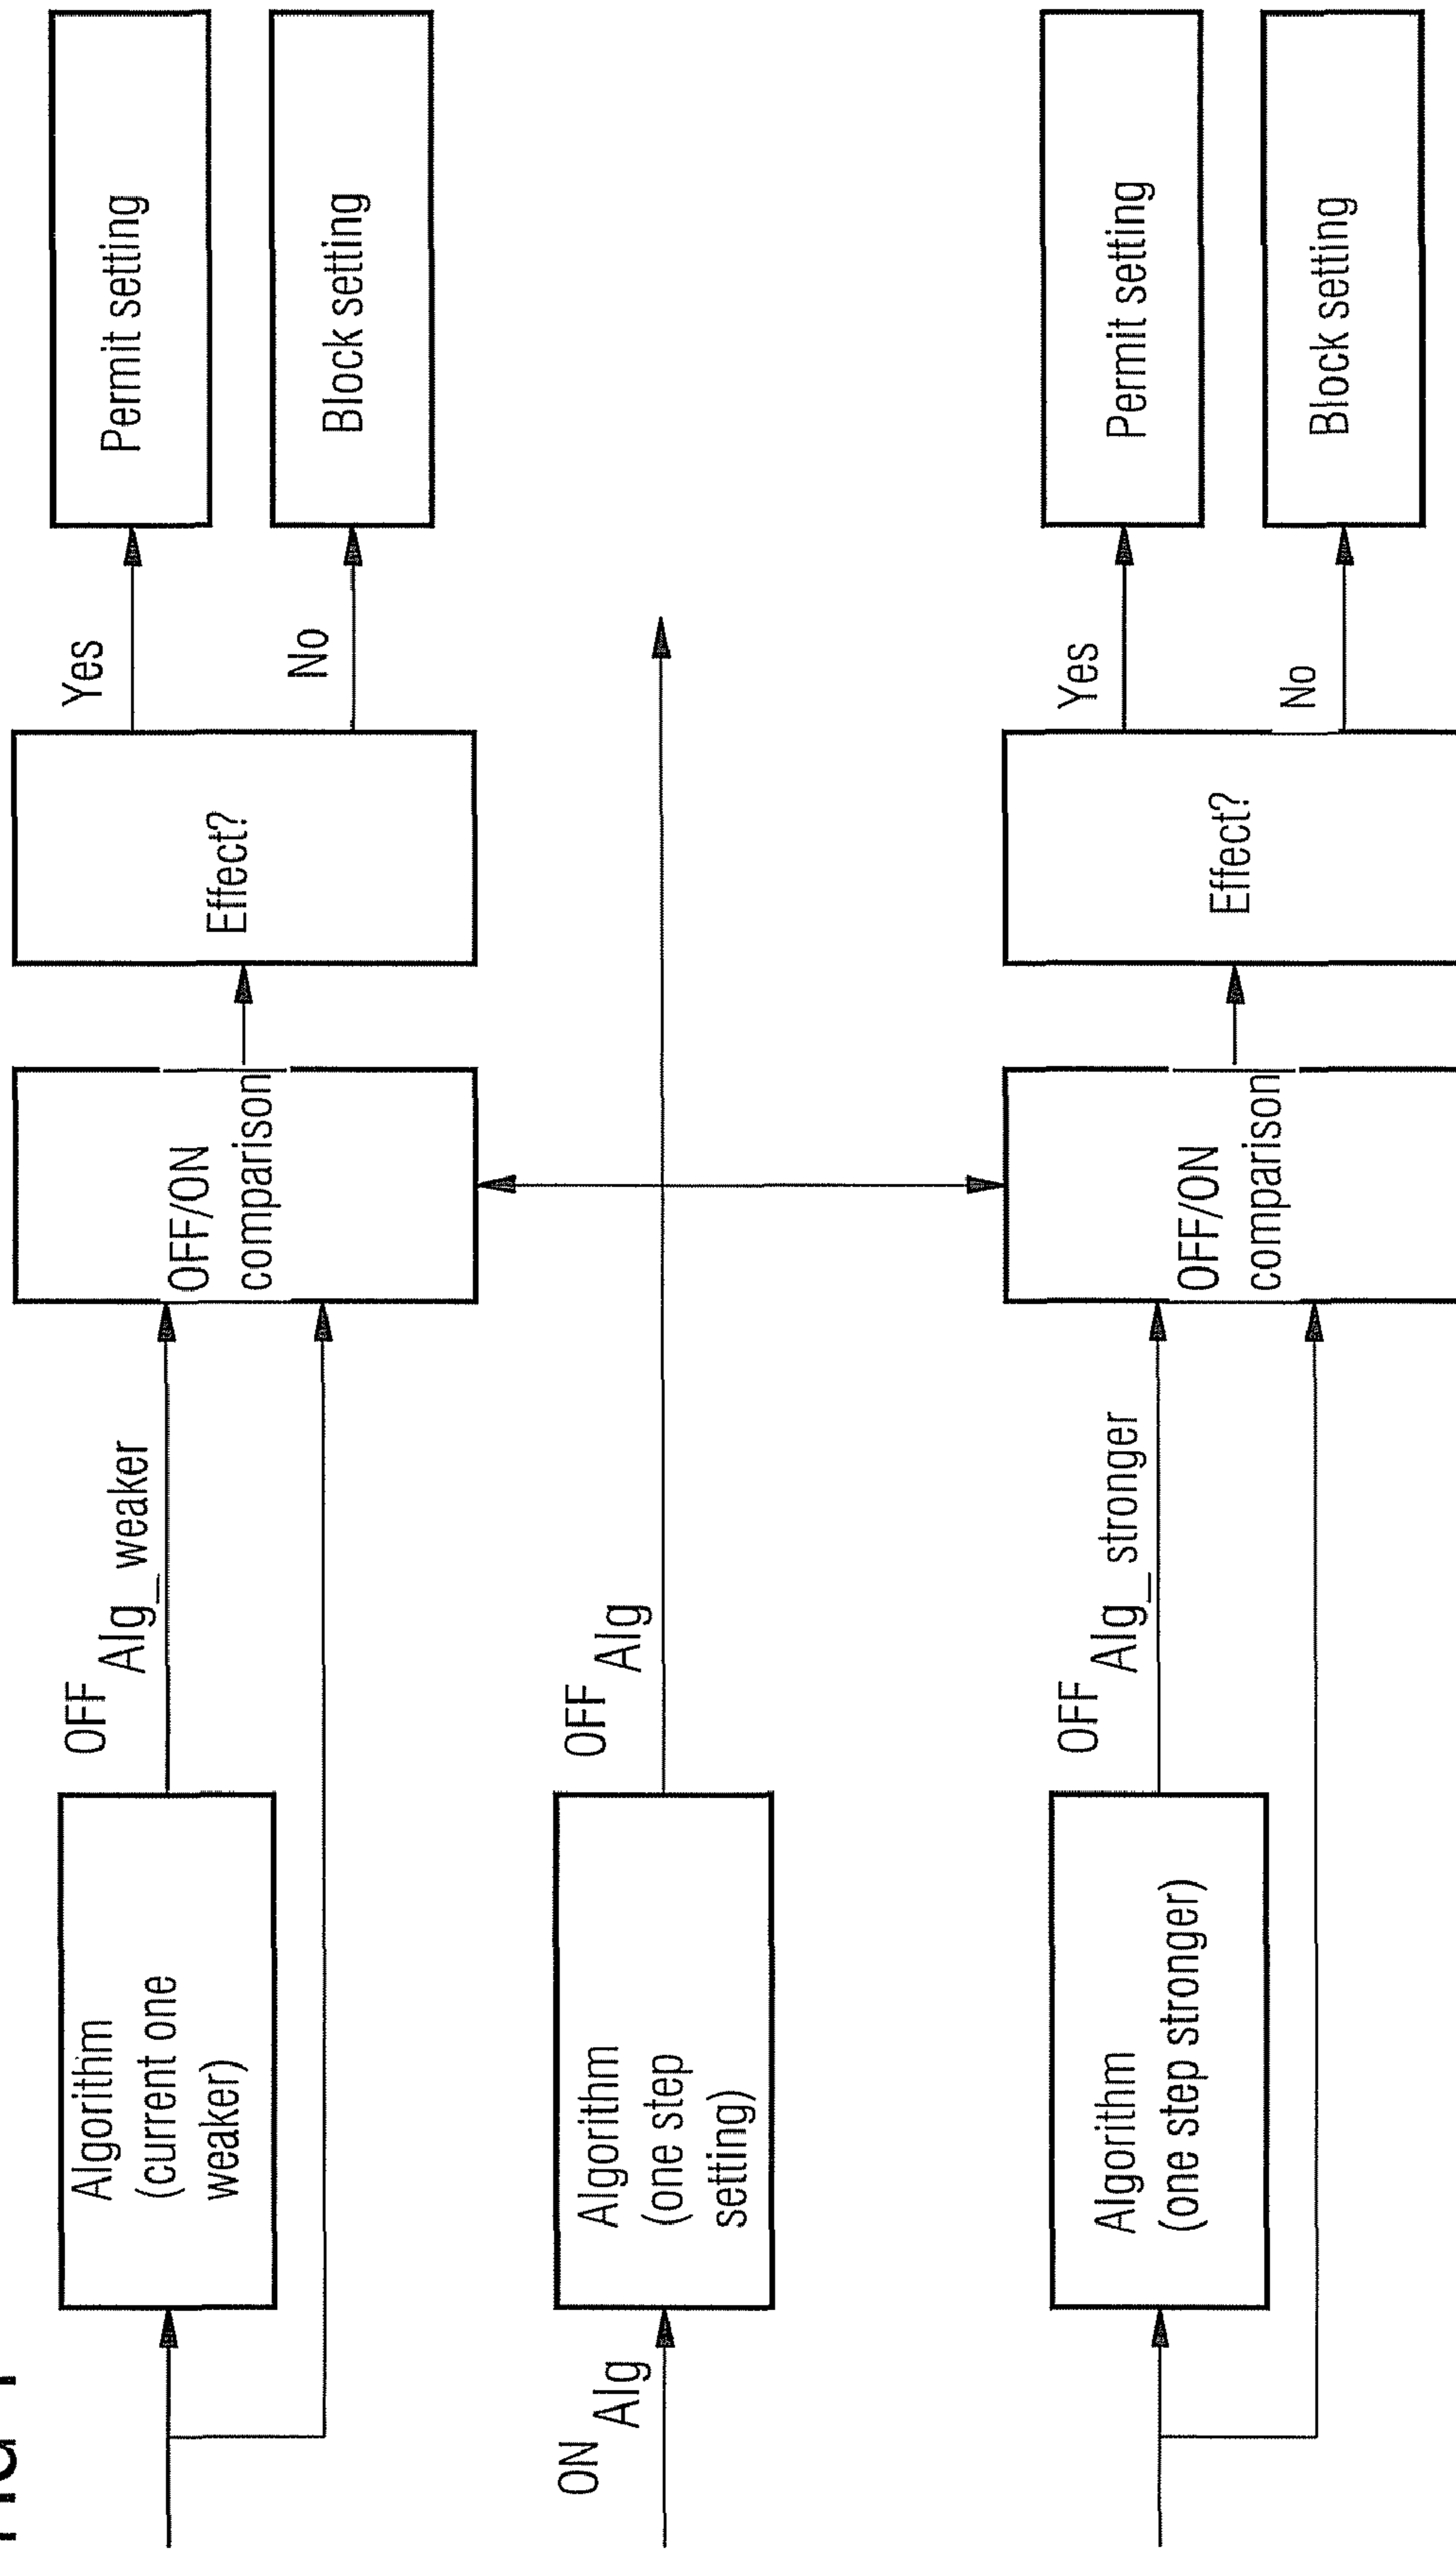 Algorithm
(current one
weaker)
OFF
Alg_weaker
OFF/ON
comparison
Effect?
Yes
No
Permit setting
Block setting
ON
Alg
Algorithm
(one step
setting)
OFF
Alg
Algorithm
(one step stronger)
OFF
Alg_stronger
OFF/ON
comparison
Effect?
Yes
No
Permit setting
Block setting